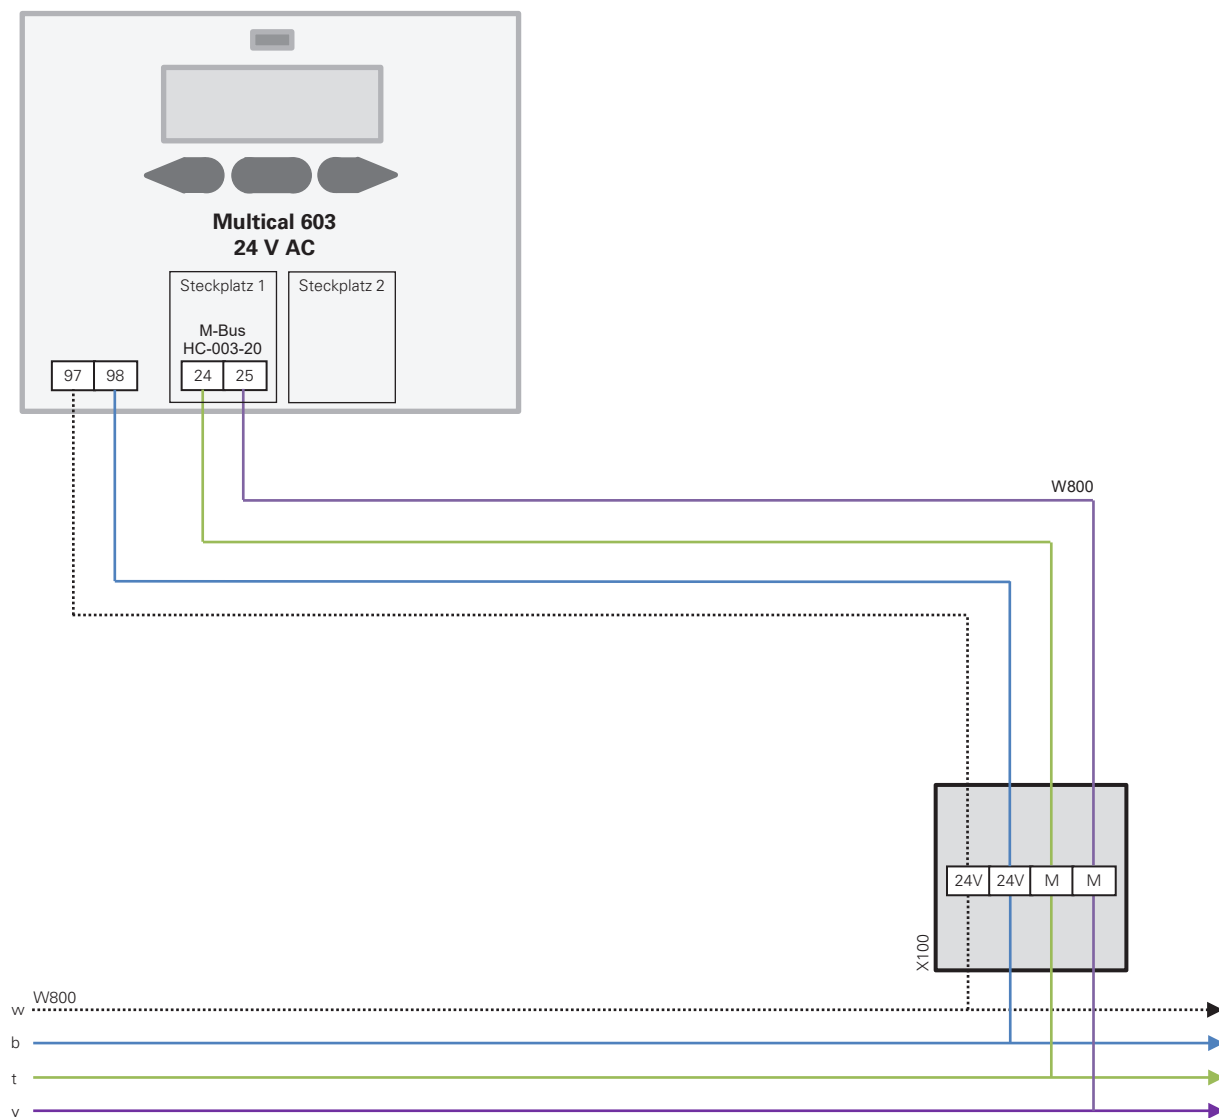 Multical 603
24 V AC
Steckplatz 1
Steckplatz 2
M-Bus
HC-003-20
97 98 24 25
W800
24V 24V M M
X100
W800
w
b
t
v